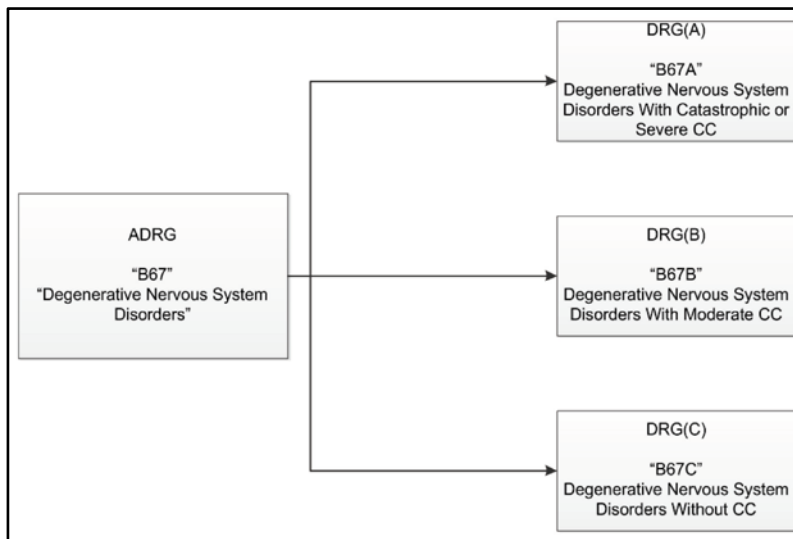 DRG(A)
“B67A”
Degenerative Nervous System
Disorders With Catastrophic or
Severe CC
ADRG
“B67”
“Degenerative Nervous System
Disorders”
DRG(B)
“B67B”
Degenerative Nervous System
Disorders With Moderate CC
DRG(C)
“B67C”
Degenerative Nervous System
Disorders Without CC